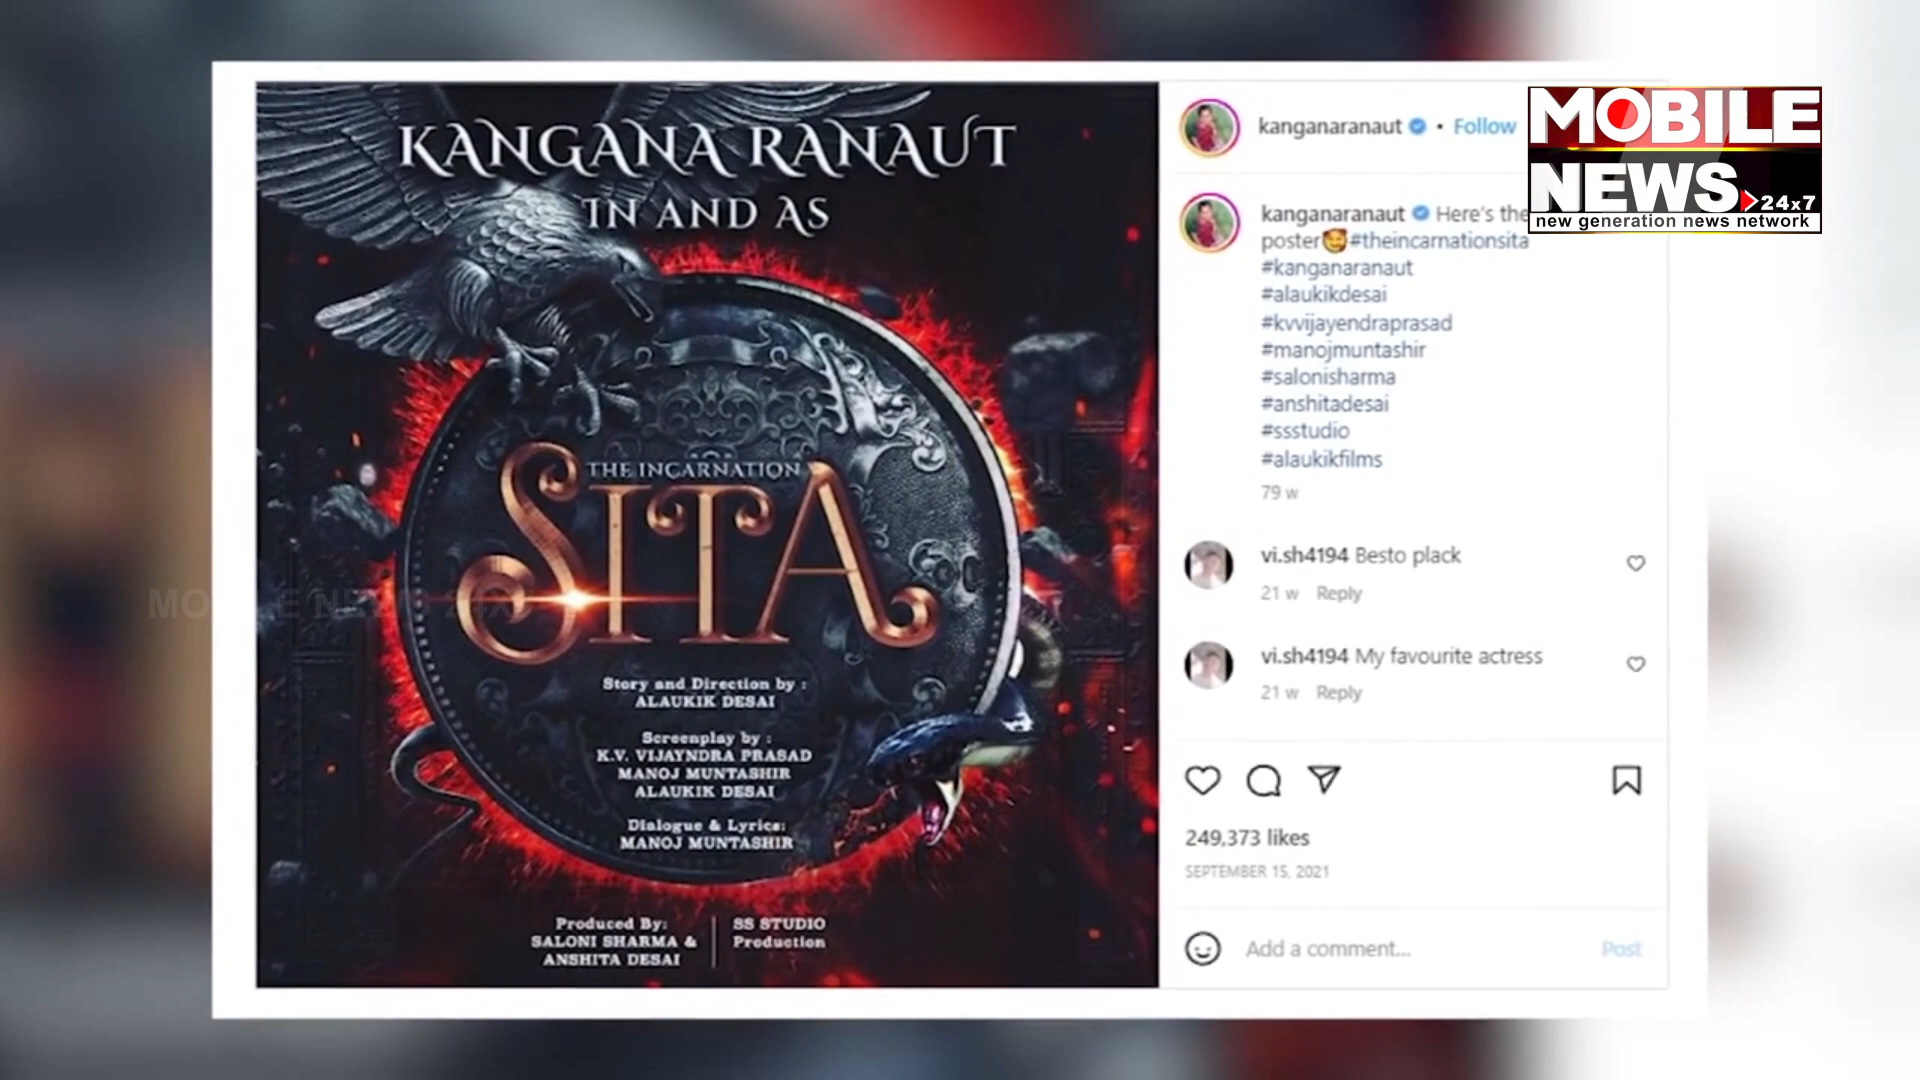 KANGANA RANAUT
IN AND AS
THE INCARNATION
SITA
Story and Direction by :
ALAUKIK DESAI
Screenplay by :
K.V. VIJAYNDRA PRASAD
MANOJ MUNTASHIR
ALAUKIK DESAI
Dialogue & Lyrics:
MANOJ MUNTASHIR
Produced By:
SALONI SHARMA &
ANSHITA DESAI
SS STUDIO
Production
kanganaranaut • Follow
kanganaranaut Here's the
poster🥰#theincarnationsita
#kanganaranaut
#alaukikdesai
#kvvijayendraprasad
#manojmuntashir
#salonisharma
#anshitadesai
#ssstudio
#alaukikfilms
79 w
vi.sh4194 Besto plack
21 w Reply
vi.sh4194 My favourite actress
21 w Reply
249,373 likes
SEPTEMBER 15, 2021
Add a comment...
Post
MOBILE
NEWS
24x7
new generation news network
MOBILE NEWS 24X7